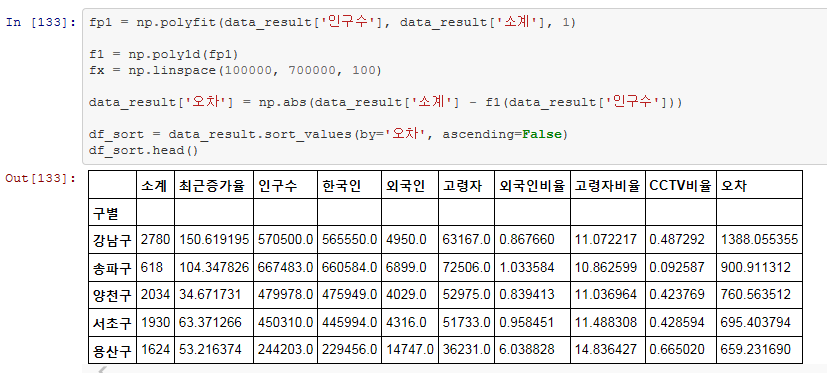 In [133]: fp1 = np.polyfit(data_result['인구수'], data_result['소계'], 1)
f1 = np.poly1d(fp1)
fx = np.linspace(100000, 700000, 100)
data_result['오차'] = np.abs(data_result['소계'] - f1(data_result['인구수']))
df_sort = data_result.sort_values(by='오차', ascending=False)
df_sort.head()
Out[133]:
소계 최근증가율 인구수 한국인 외국인 고령자 외국인비율 고령자비율 CCTV비율 오차
구별
강남구 2780 150.619195 570500.0 565550.0 4950.0 63167.0 0.867660 11.072217 0.487292 1388.055355
송파구 618 104.347826 667483.0 660584.0 6899.0 72506.0 1.033584 10.862599 0.092587 900.911312
양천구 2034 34.671731 479978.0 475949.0 4029.0 52975.0 0.839413 11.036964 0.423769 760.563512
서초구 1930 63.371266 450310.0 445994.0 4316.0 51733.0 0.958451 11.488308 0.428594 695.403794
용산구 1624 53.216374 244203.0 229456.0 14747.0 36231.0 6.038828 14.836427 0.665020 659.231690